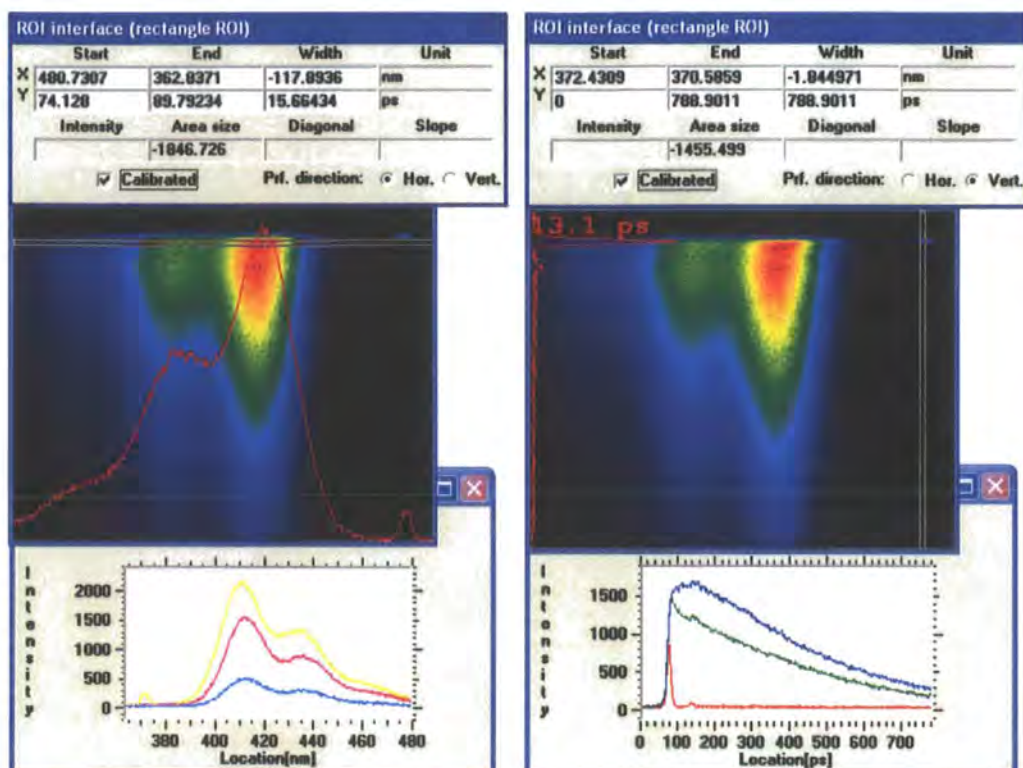 ROI interface (rectangle ROI)
Start End Width Unit
X 480.7307 362.8371 -117.8936 nm
Y 74.128 89.79234 15.66434 ps
Intensity Area size Diagonal Slope
-1846.726
Calibrated Prf. direction: Hor. Vert.
Intensity
2000
1500
1000
500
0
380 400 420 440 460 480
Location[nm]
ROI interface (rectangle ROI)
Start End Width Unit
X 372.4309 370.5859 -1.844971 nm
Y 0 788.9011 788.9011 ps
Intensity Area size Diagonal Slope
-1455.499
Calibrated Prf. direction: Hor. Vert.
13.1 ps
Intensity
1500
1000
500
0
0 100 200 300 400 500 600 700
Location[ps]